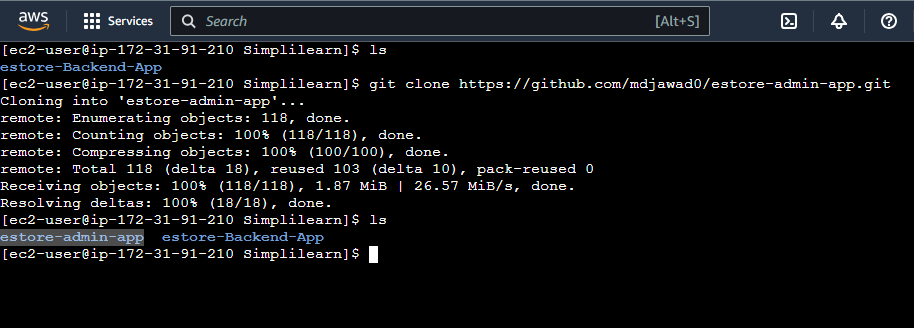 aws
Services
Search
[Alt+S]
[ec2-user@ip-172-31-91-210 Simplilearn]$ ls
estore-Backend-App
[ec2-user@ip-172-31-91-210 Simplilearn]$ git clone https://github.com/mdjawad0/estore-admin-app.git
Cloning into 'estore-admin-app'...
remote: Enumerating objects: 118, done.
remote: Counting objects: 100% (118/118), done.
remote: Compressing objects: 100% (100/100), done.
remote: Total 118 (delta 18), reused 103 (delta 10), pack-reused 0
Receiving objects: 100% (118/118), 1.87 MiB | 26.57 MiB/s, done.
Resolving deltas: 100% (18/18), done.
[ec2-user@ip-172-31-91-210 Simplilearn]$ ls
estore-admin-app  estore-Backend-App
[ec2-user@ip-172-31-91-210 Simplilearn]$